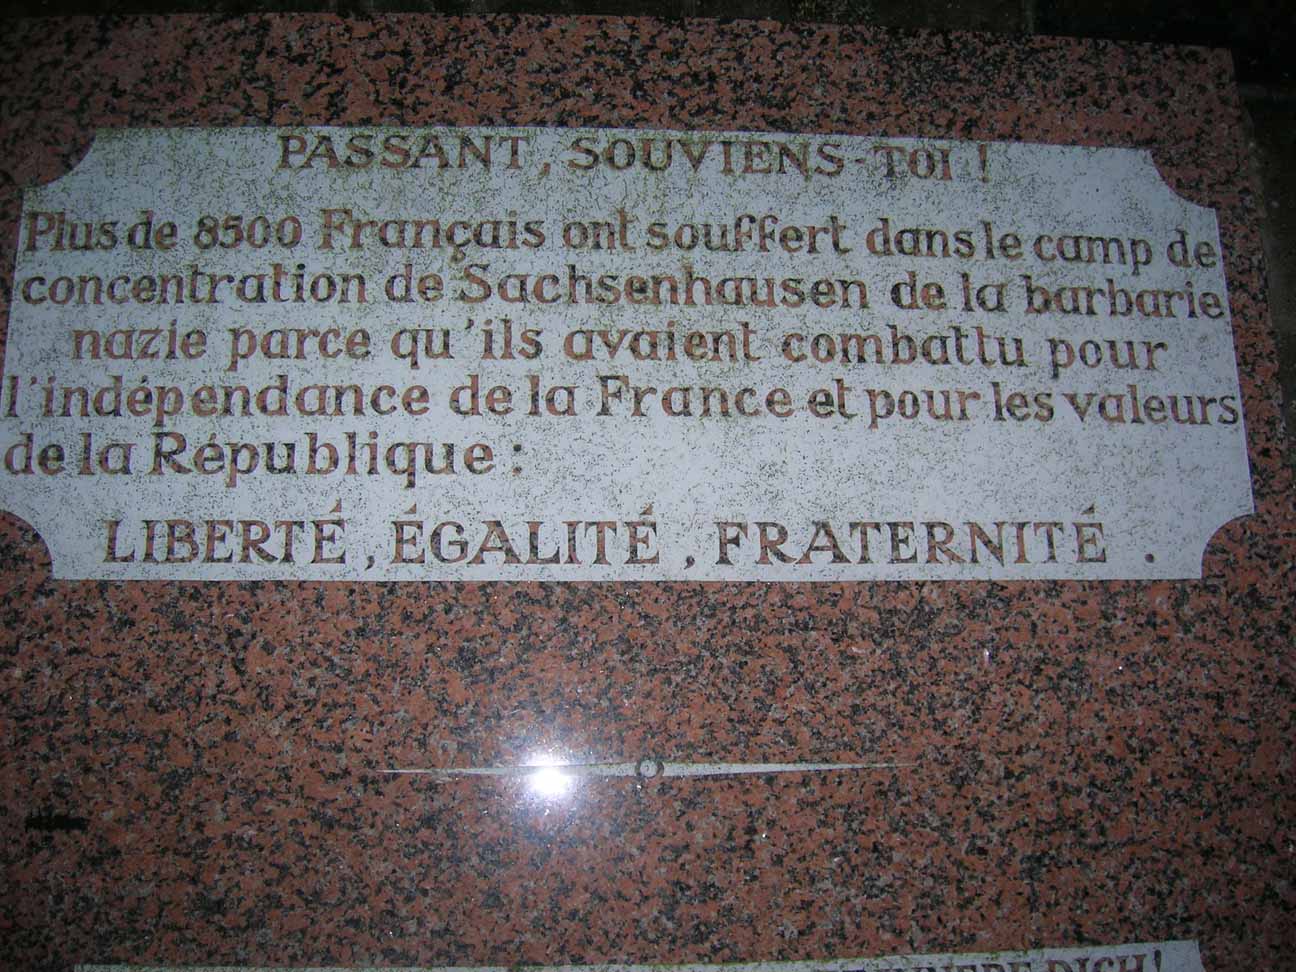 PASSANT, SOUVIENS-TOI !
Plus de 8500 Français ont souffert dans le camp de
concentration de Sachsenhausen de la barbarie
nazie parce qu'ils avaient combattu pour
l'indépendance de la France et pour les valeurs
de la République :
LIBERTÉ, ÉGALITÉ, FRATERNITÉ.
DICH!